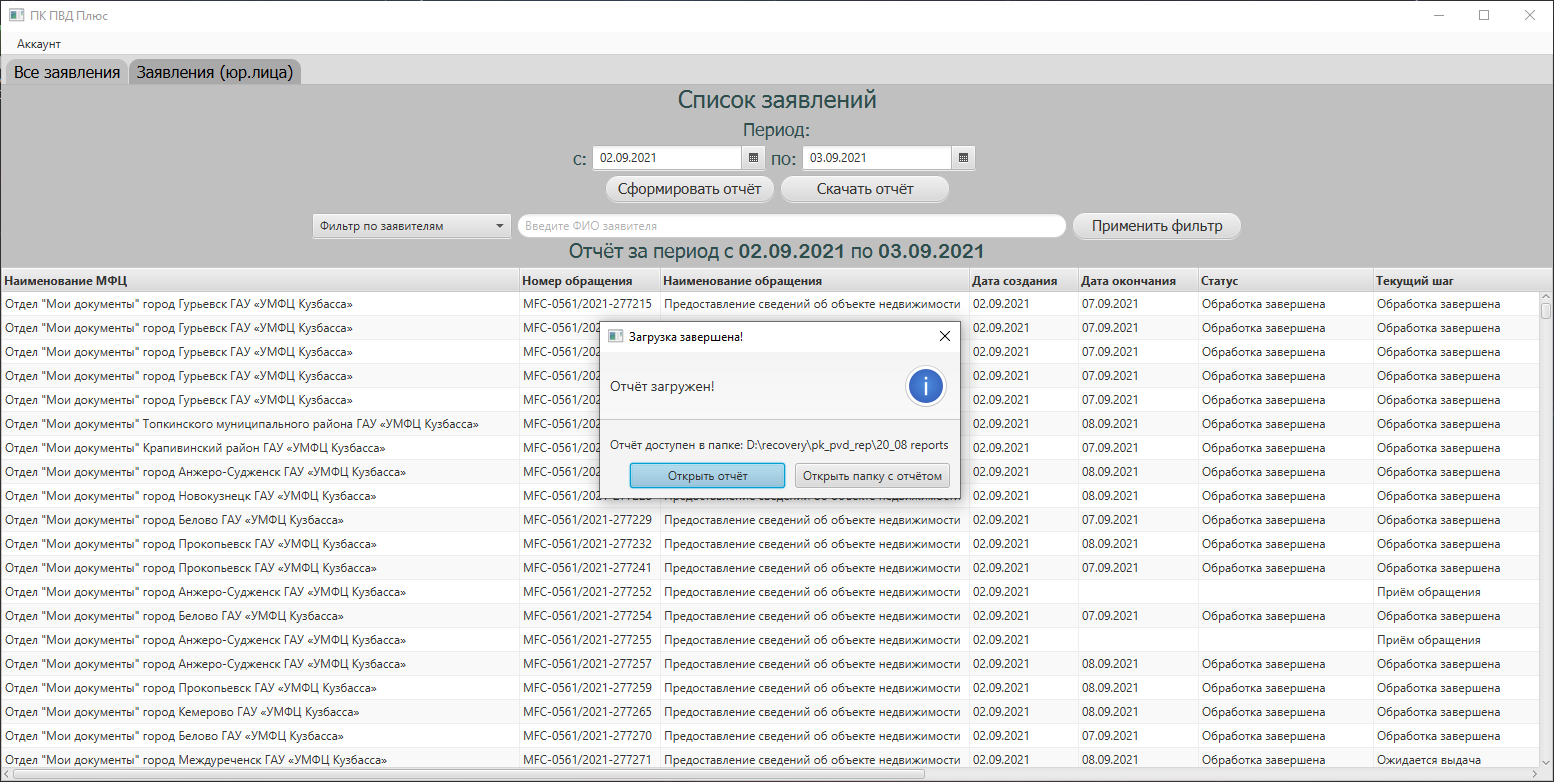 ПК ПВД Плюс
Аккаунт
Все заявления Заявления (юр.лица)
Список заявлений
Период:
с: 02.09.2021 по: 03.09.2021
Сформировать отчёт Скачать отчёт
Фильтр по заявителям Введите ФИО заявителя Применить фильтр
Отчёт за период с 02.09.2021 по 03.09.2021
Наименование МФЦ Номер обращения Наименование обращения Дата создания Дата окончания Статус Текущий шаг
Отдел "Мои документы" город Гурьевск ГАУ «УМФЦ Кузбасса» MFC-0561/2021-277215 Предоставление сведений об объекте недвижимости 02.09.2021 07.09.2021 Обработка завершена Обработка завершена
Отдел "Мои документы" город Гурьевск ГАУ «УМФЦ Кузбасса» MFC-0561/202 02.09.2021 07.09.2021 Обработка завершена Обработка завершена
Отдел "Мои документы" город Гурьевск ГАУ «УМФЦ Кузбасса» MFC-0561/202 02.09.2021 07.09.2021 Обработка завершена Обработка завершена
Отдел "Мои документы" город Гурьевск ГАУ «УМФЦ Кузбасса» MFC-0561/202 02.09.2021 07.09.2021 Обработка завершена Обработка завершена
Отдел "Мои документы" город Гурьевск ГАУ «УМФЦ Кузбасса» MFC-0561/202 02.09.2021 07.09.2021 Обработка завершена Обработка завершена
Отдел "Мои документы" Топкинского муниципального района ГАУ «УМФЦ Кузбасса» MFC-0561/202 02.09.2021 08.09.2021 Обработка завершена Обработка завершена
Отдел "Мои документы" Крапивинский район ГАУ «УМФЦ Кузбасса» MFC-0561/202 02.09.2021 07.09.2021 Обработка завершена Обработка завершена
Отдел "Мои документы" город Анжеро-Судженск ГАУ «УМФЦ Кузбасса» MFC-0561/202 02.09.2021 08.09.2021 Обработка завершена Обработка завершена
Отдел "Мои документы" город Новокузнецк ГАУ «УМФЦ Кузбасса» MFC-0561/2021 Предоставление сведений об объекте недвижимости 02.09.2021 08.09.2021 Обработка завершена Обработка завершена
Отдел "Мои документы" город Белово ГАУ «УМФЦ Кузбасса» MFC-0561/2021-277229 Предоставление сведений об объекте недвижимости 02.09.2021 07.09.2021 Обработка завершена Обработка завершена
Отдел "Мои документы" город Прокопьевск ГАУ «УМФЦ Кузбасса» MFC-0561/2021-277232 Предоставление сведений об объекте недвижимости 02.09.2021 08.09.2021 Обработка завершена Обработка завершена
Отдел "Мои документы" город Прокопьевск ГАУ «УМФЦ Кузбасса» MFC-0561/2021-277241 Предоставление сведений об объекте недвижимости 02.09.2021 07.09.2021 Обработка завершена Обработка завершена
Отдел "Мои документы" город Анжеро-Судженск ГАУ «УМФЦ Кузбасса» MFC-0561/2021-277252 Предоставление сведений об объекте недвижимости 02.09.2021 Приём обращения
Отдел "Мои документы" город Белово ГАУ «УМФЦ Кузбасса» MFC-0561/2021-277254 Предоставление сведений об объекте недвижимости 02.09.2021 07.09.2021 Обработка завершена Обработка завершена
Отдел "Мои документы" город Анжеро-Судженск ГАУ «УМФЦ Кузбасса» MFC-0561/2021-277255 Предоставление сведений об объекте недвижимости 02.09.2021 Приём обращения
Отдел "Мои документы" город Анжеро-Судженск ГАУ «УМФЦ Кузбасса» MFC-0561/2021-277257 Предоставление сведений об объекте недвижимости 02.09.2021 08.09.2021 Обработка завершена Обработка завершена
Отдел "Мои документы" город Прокопьевск ГАУ «УМФЦ Кузбасса» MFC-0561/2021-277259 Предоставление сведений об объекте недвижимости 02.09.2021 08.09.2021 Обработка завершена Обработка завершена
Отдел "Мои документы" город Кемерово ГАУ «УМФЦ Кузбасса» MFC-0561/2021-277265 Предоставление сведений об объекте недвижимости 02.09.2021 08.09.2021 Обработка завершена Обработка завершена
Отдел "Мои документы" город Белово ГАУ «УМФЦ Кузбасса» MFC-0561/2021-277270 Предоставление сведений об объекте недвижимости 02.09.2021 07.09.2021 Обработка завершена Обработка завершена
Отдел "Мои документы" город Междуреченск ГАУ «УМФЦ Кузбасса» MFC-0561/2021-277271 Предоставление сведений об объекте недвижимости 02.09.2021 08.09.2021 Обработка завершена Ожидается выдача
Загрузка завершена!
Отчёт загружен!
Отчёт доступен в папке: D:\recovery\pk_pvd_rep\20_08 reports
Открыть отчёт Открыть папку с отчётом